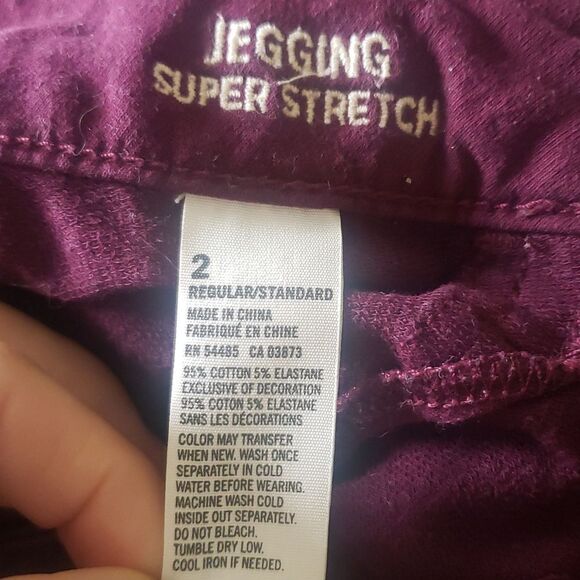 JEGGING
SUPER STRETCH
2
REGULAR/STANDARD
MADE IN CHINA
FABRIQUÉ EN CHINE
RN 54485 CA 03873
95% COTTON 5% ELASTANE
EXCLUSIVE OF DECORATION
95% COTON 5% ELASTANE
SANS LES DÉCORATIONS
COLOR MAY TRANSFER
WHEN NEW. WASH ONCE
SEPARATELY IN COLD
WATER BEFORE WEARING.
MACHINE WASH COLD
INSIDE OUT SEPARATELY.
DO NOT BLEACH.
TUMBLE DRY LOW.
COOL IRON IF NEEDED.